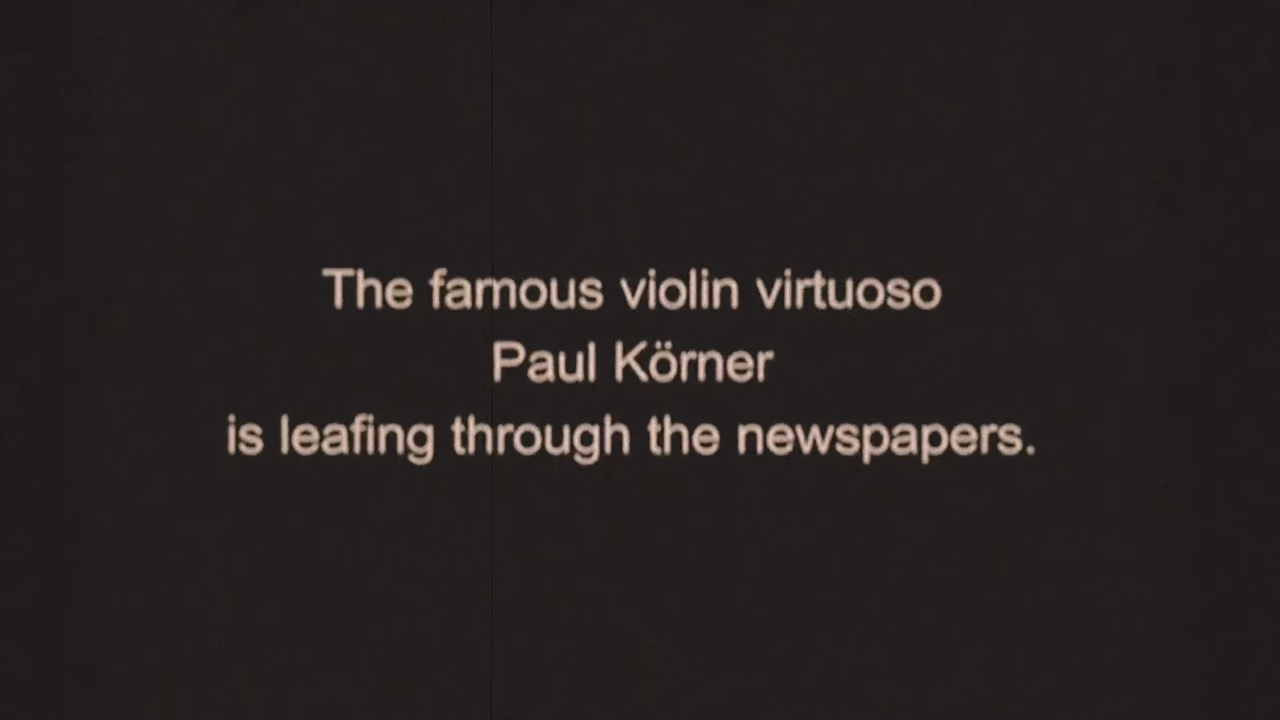 The famous violin virtuoso
Paul Körner
is leafing through the newspapers.